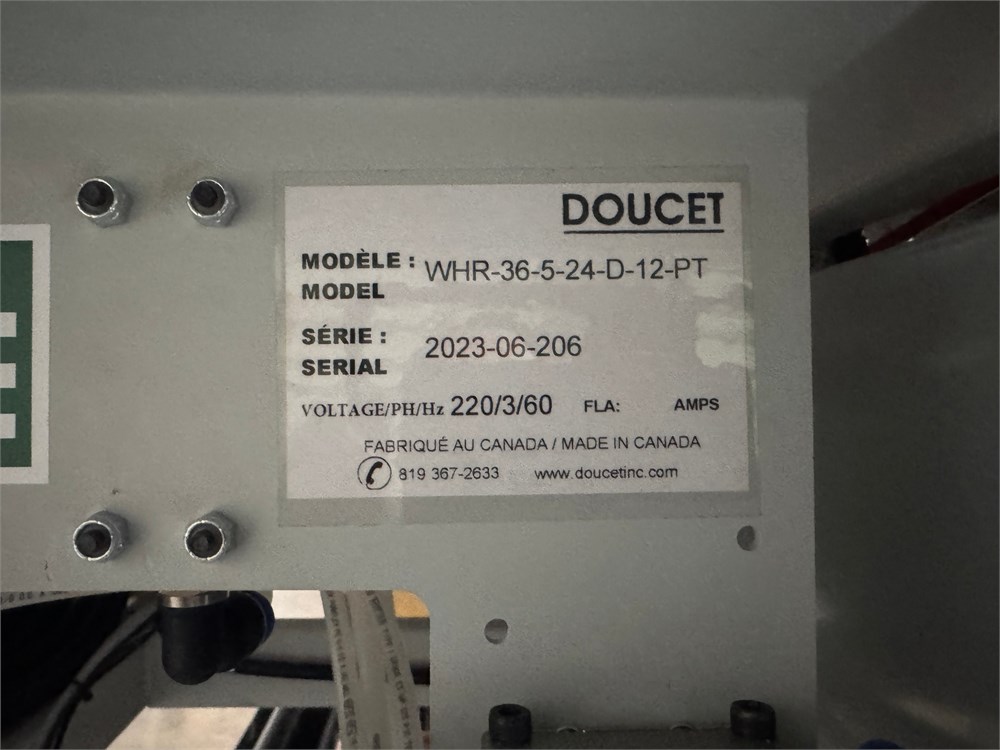 DOUCET
MODÈLE : WHR-36-5-24-D-12-PT
MODEL
SÉRIE : 2023-06-206
SERIAL
VOLTAGE/PH/Hz 220/3/60 FLA: AMPS
FABRIQUÉ AU CANADA / MADE IN CANADA
819 367-2633 www.doucetinc.com